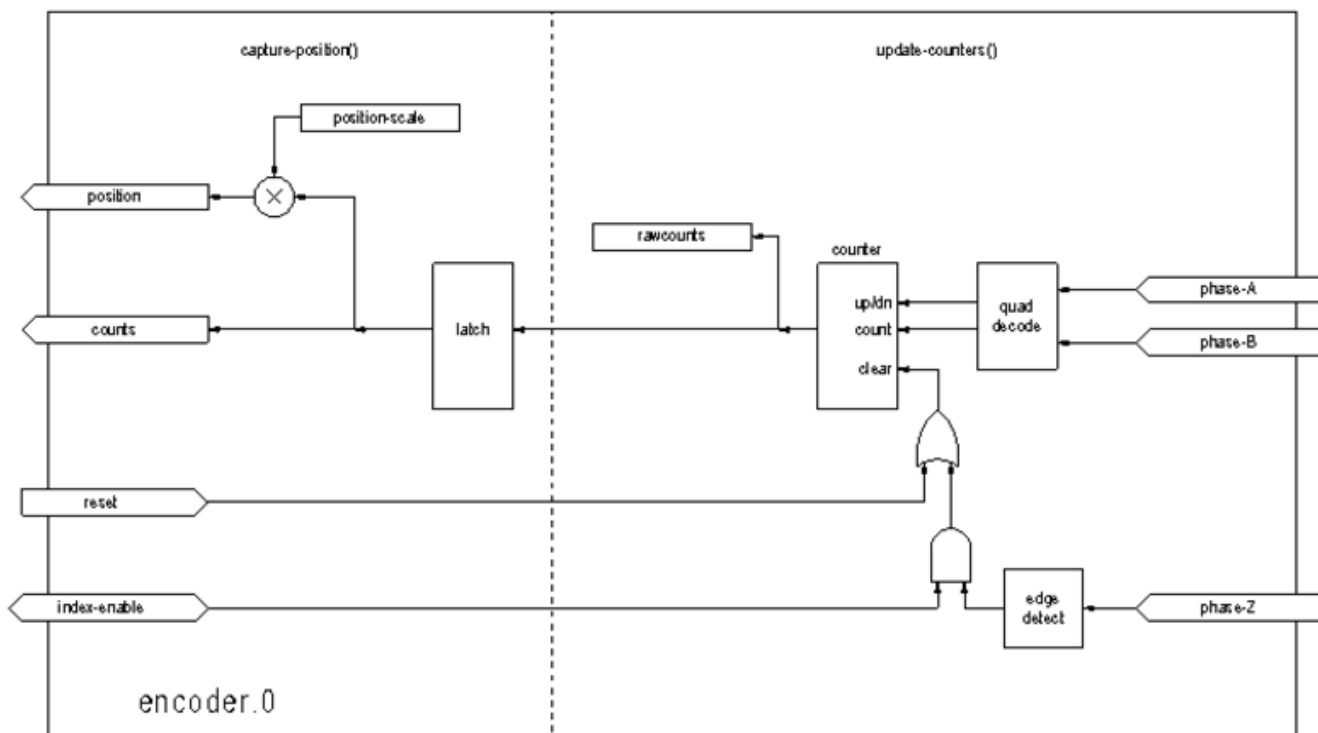 capture-position()
update-counters()
position-scale
position
rawcounts
counter
up/dn
count
clear
quad
decode
phase-A
phase-B
counts
latch
reset
index-enable
edge
detect
phase-Z
encoder.0